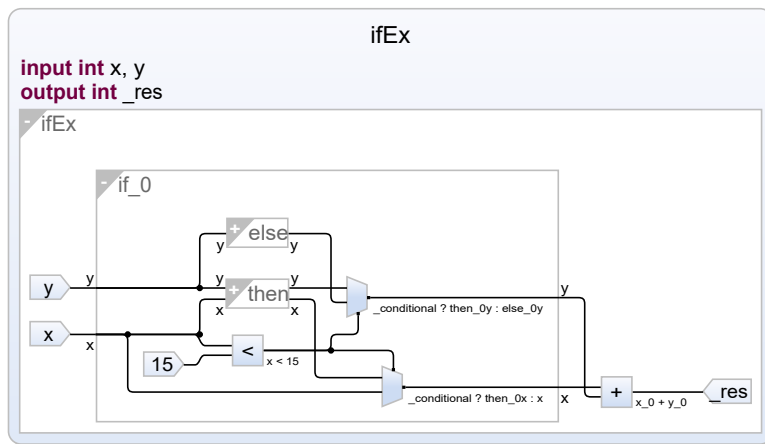 ifEx
input int x, y
output int _res
- ifEx
- if_0
+ else
y y
y y
+ then
y y
x x
y
x
x
15
<
x < 15
_conditional ? then_0y : else_0y
y
_conditional ? then_0x : x
x
+
x_0 + y_0
_res